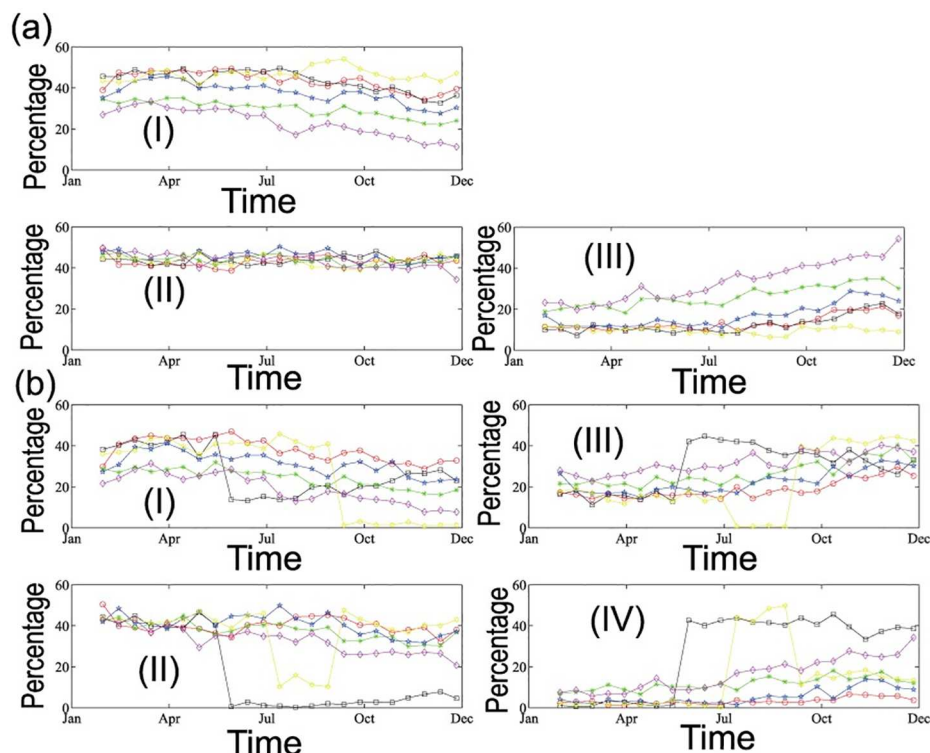 (a)
Percentage
60
40
20
0
(I)
Jan Apr Jul Oct Dec
Time
Percentage
60
40
20
0
(II)
Jan Apr Jul Oct Dec
Time
Percentage
60
40
20
0
(III)
Jan Apr Jul Oct Dec
Time
(b)
Percentage
60
40
20
0
(I)
Jan Apr Jul Oct Dec
Time
Percentage
60
40
20
0
(III)
Jan Apr Jul Oct Dec
Time
Percentage
60
40
20
0
(II)
Jan Apr Jul Oct Dec
Time
Percentage
60
40
20
0
(IV)
Jan Apr Jul Oct Dec
Time